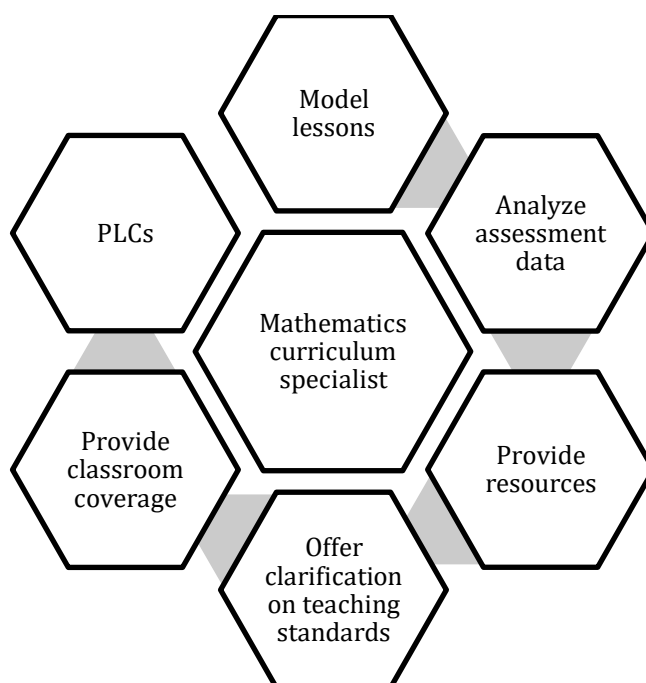 Model
lessons
Analyze
assessment
data
Provide
resources
Offer
clarification
on teaching
standards
Provide
classroom
coverage
PLCs
Mathematics
curriculum
specialist